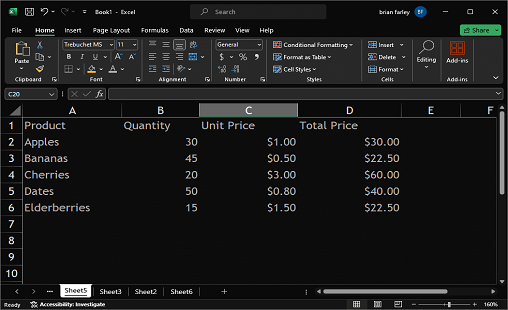 Book1 - Excel
Search
brian farley
BF
File Home Insert Page Layout Formulas Data Review View Help
Share
Paste
Clipboard
Trebuchet MS 11
B I U
Font
Alignment
General
$ % 9
Number
Conditional Formatting
Format as Table
Cell Styles
Styles
Insert
Delete
Format
Cells
Editing
Add-ins
Add-ins
C20 fx
A B C D E F
1 Product Quantity Unit Price Total Price
2 Apples 30 $1.00 $30.00
3 Bananas 45 $0.50 $22.50
4 Cherries 20 $3.00 $60.00
5 Dates 50 $0.80 $40.00
6 Elderberries 15 $1.50 $22.50
7
8
9
10
... Sheet5 Sheet3 Sheet2 Sheet6 +
Ready Accessibility: Investigate 160%